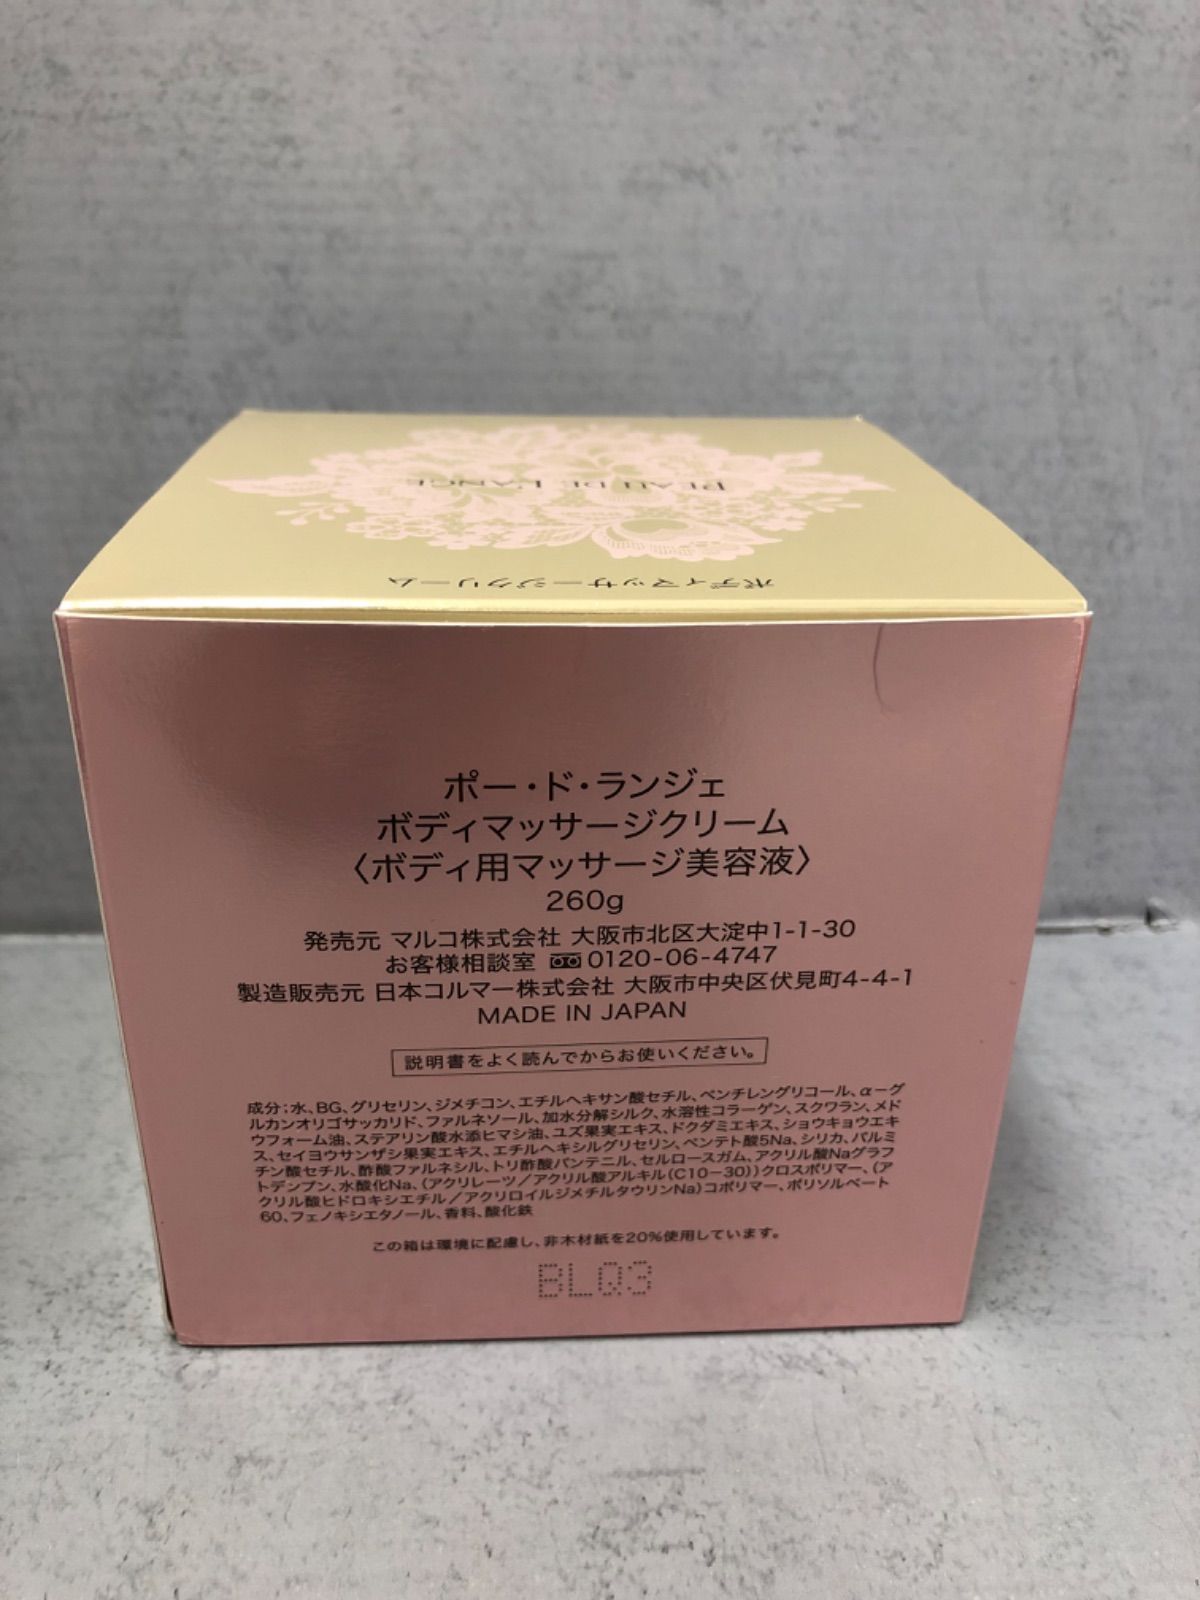 PEAU DE L'ANGE
ボディマッサージクリーム
ポー・ド・ランジェ
ボディマッサージクリーム
〈ボディ用マッサージ美容液〉
260g
発売元 マルコ株式会社 大阪市北区大淀中1-1-30
お客様相談室 0120-06-4747
製造販売元 日本コルマー株式会社 大阪市中央区伏見町4-4-1
MADE IN JAPAN
説明書をよく読んでからお使いください。
成分：水、BG、グリセリン、ジメチコン、エチルヘキサン酸セチル、ペンチレングリコール、α－グ
ルカンオリゴサッカリド、ファルネソール、加水分解シルク、水溶性コラーゲン、スクワラン、メド
ウフォーム油、ステアリン酸水添ヒマシ油、ユズ果実エキス、ドクダミエキス、ショウキョウエキ
ス、セイヨウサンザシ果実エキス、エチルヘキシルグリセリン、ペンテト酸5Na、シリカ、パルミ
チン酸セチル、酢酸ファルネシル、トリ酢酸パンテニル、セルロースガム、アクリル酸Naグラフ
トデンプン、水酸化Na、（アクリレーツ／アクリル酸アルキル（C10－30））クロスポリマー、（ア
クリル酸ヒドロキシエチル／アクリロイルジメチルタウリンNa）コポリマー、ポリソルベート
60、フェノキシエタノール、香料、酸化鉄
この箱は環境に配慮し、非木材紙を20%使用しています。
BLQ3